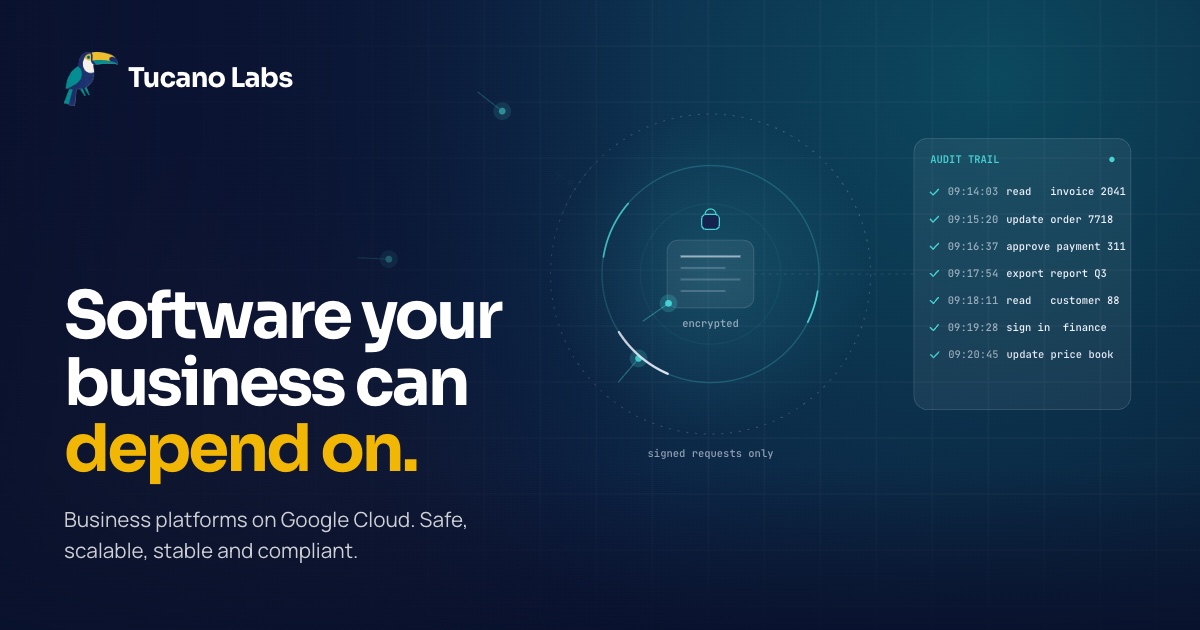 Tucano Labs
Software your
business can
depend on.
Business platforms on Google Cloud. Safe,
scalable, stable and compliant.
encrypted
signed requests only
AUDIT TRAIL
09:14:03 read invoice 2041
09:15:20 update order 7718
09:16:37 approve payment 311
09:17:54 export report Q3
09:18:11 read customer 88
09:19:28 sign in finance
09:20:45 update price book